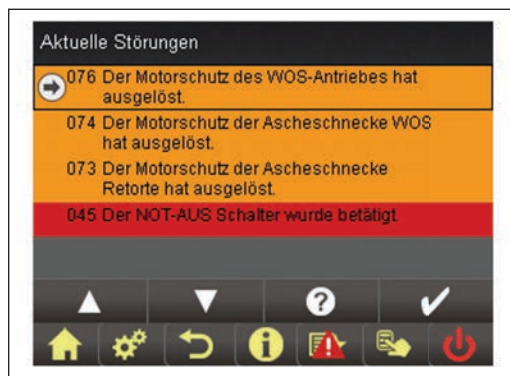 Aktuelle Störungen
076 Der Motorschutz des WOS-Antriebes hat
ausgelöst.
074 Der Motorschutz der Ascheschnecke WOS
hat ausgelöst.
073 Der Motorschutz der Ascheschnecke
Retorte hat ausgelöst.
045 Der NOT-AUS Schalter wurde betätigt.